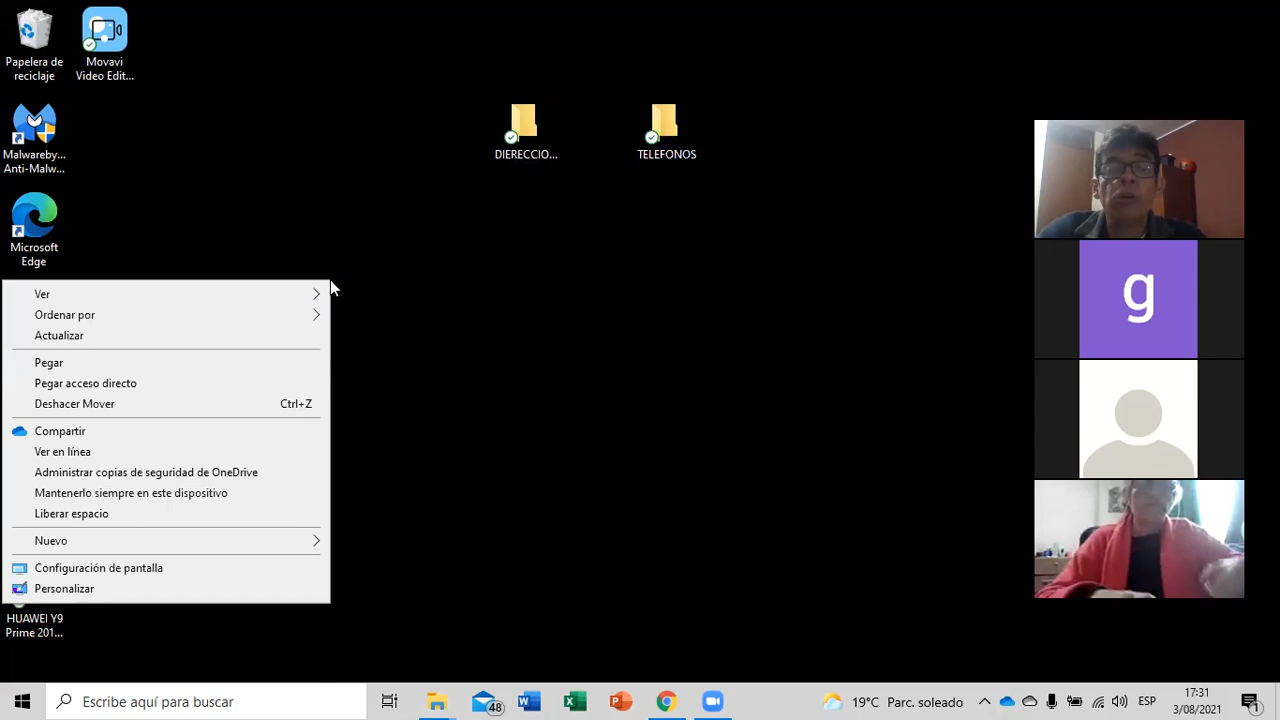 Papelera de
reciclaje
Movavi
Video Edit...
Malwareby...
Anti-Malw...
Microsoft
Edge
DIERECCIO...
TELEFONOS
g
Ver
Ordenar por
Actualizar
Pegar
Pegar acceso directo
Deshacer Mover Ctrl+Z
Compartir
Ver en línea
Administrar copias de seguridad de OneDrive
Mantenerlo siempre en este dispositivo
Liberar espacio
Nuevo
Configuración de pantalla
Personalizar
HUAWEI Y9
Prime 201...
Escribe aquí para buscar
48
19°C Parc. soleado
ESP
17:31
3/08/2021
1